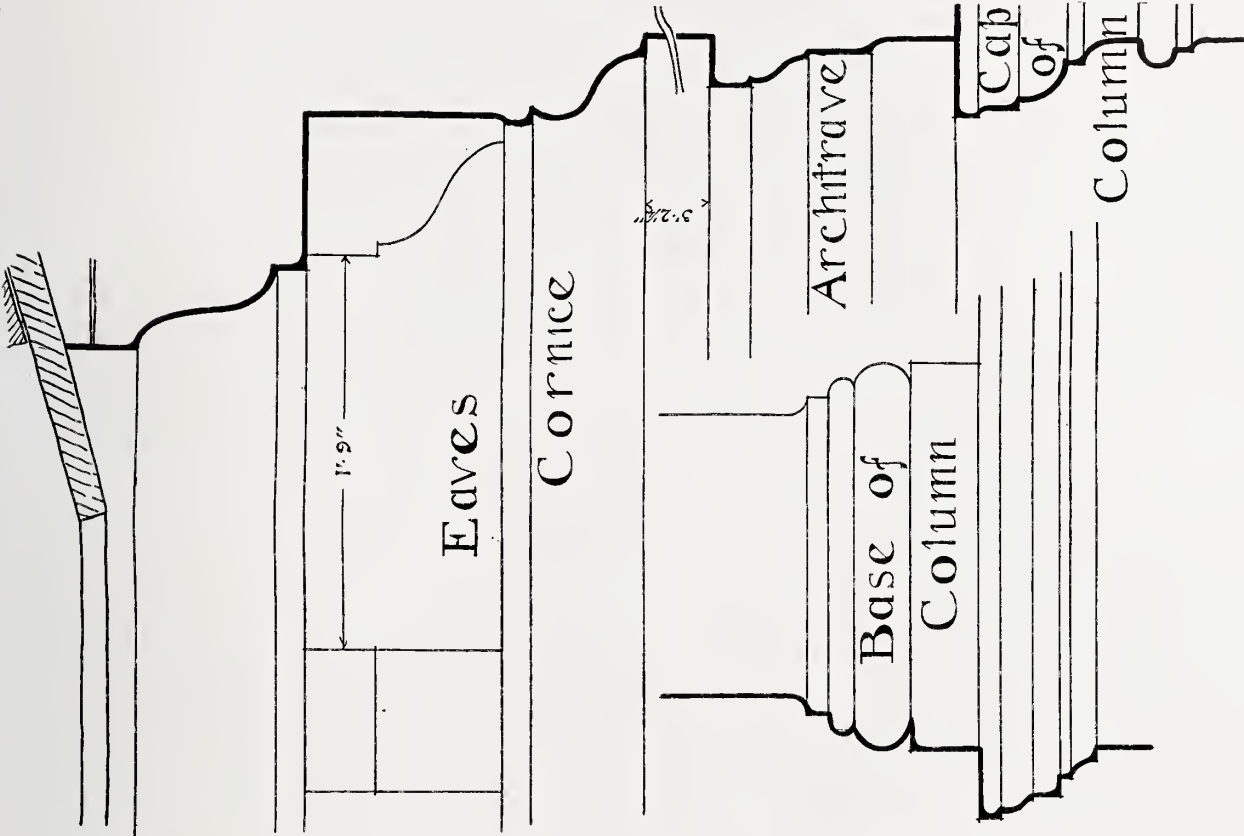 Eaves
Cornice
1'-9"
Architrave
Cap
of
Column
Base of
Column